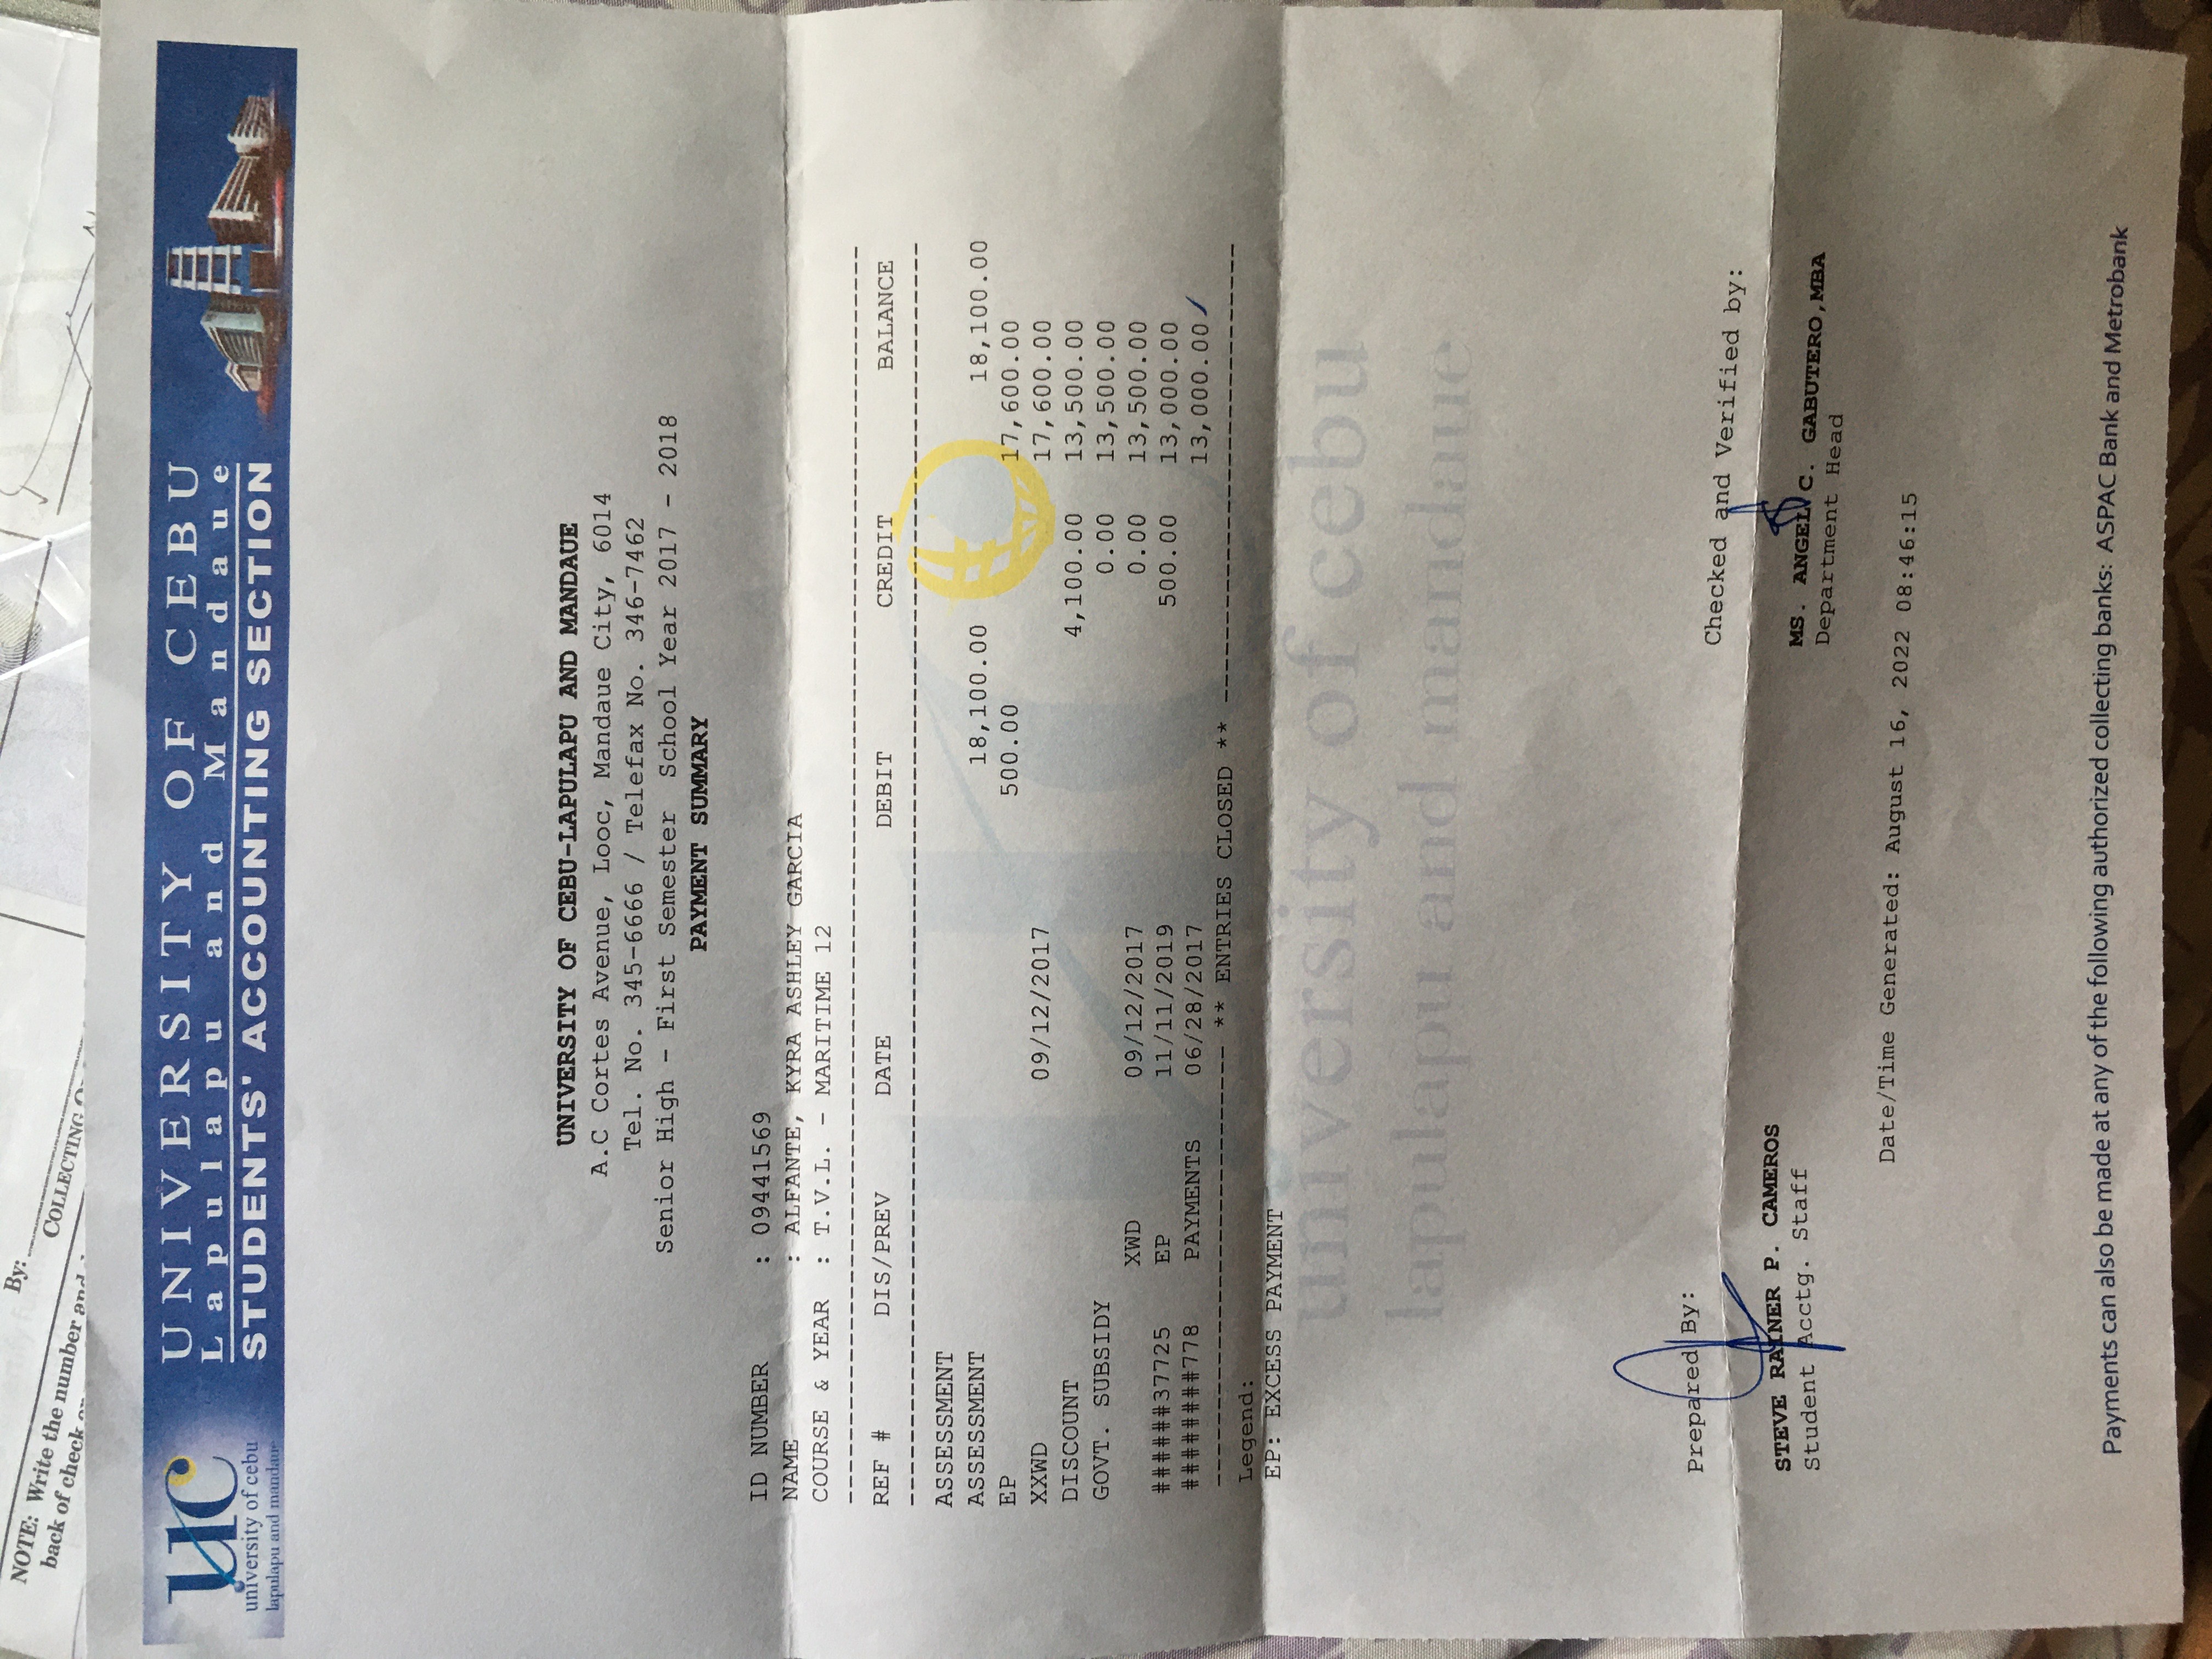 By:
COLLECTING
NOTE: Write the number and
back of check
UC
university of cebu
lapulapu and mandaue
UNIVERSITY OF CEBU
Lapulapu and Mandaue
STUDENTS' ACCOUNTING SECTION
UNIVERSITY OF CEBU-LAPULAPU AND MANDAUE
A.C Cortes Avenue, Looc, Mandaue City, 6014
Tel. No. 345-6666 / Telefax No. 346-7462
Senior High - First Semester School Year 2017 - 2018
PAYMENT SUMMARY
ID NUMBER : 09441569
NAME : ALFANTE, KYRA ASHLEY GARCIA
COURSE & YEAR : T.V.L. - MARITIME 12
REF # DIS/PREV DATE DEBIT CREDIT BALANCE
ASSESSMENT
ASSESSMENT 18,100.00 18,100.00
EP 500.00 17,600.00
XXWD 09/12/2017 17,600.00
DISCOUNT 4,100.00 13,500.00
GOVT. SUBSIDY 0.00 13,500.00
XWD 09/12/2017 0.00 13,500.00
######37725 EP 11/11/2019 500.00 13,000.00
########778 PAYMENTS 06/28/2017 13,000.00
** ENTRIES CLOSED **
Legend:
EP: EXCESS PAYMENT
university of cebu
lapulapu and mandaue
Prepared By: Checked and Verified by:
STEVE RAINER P. CAMEROS MS. ANGEL C. GABUTERO,MBA
Student Acctg. Staff Department Head
Date/Time Generated: August 16, 2022 08:46:15
Payments can also be made at any of the following authorized collecting banks: ASPAC Bank and Metrobank